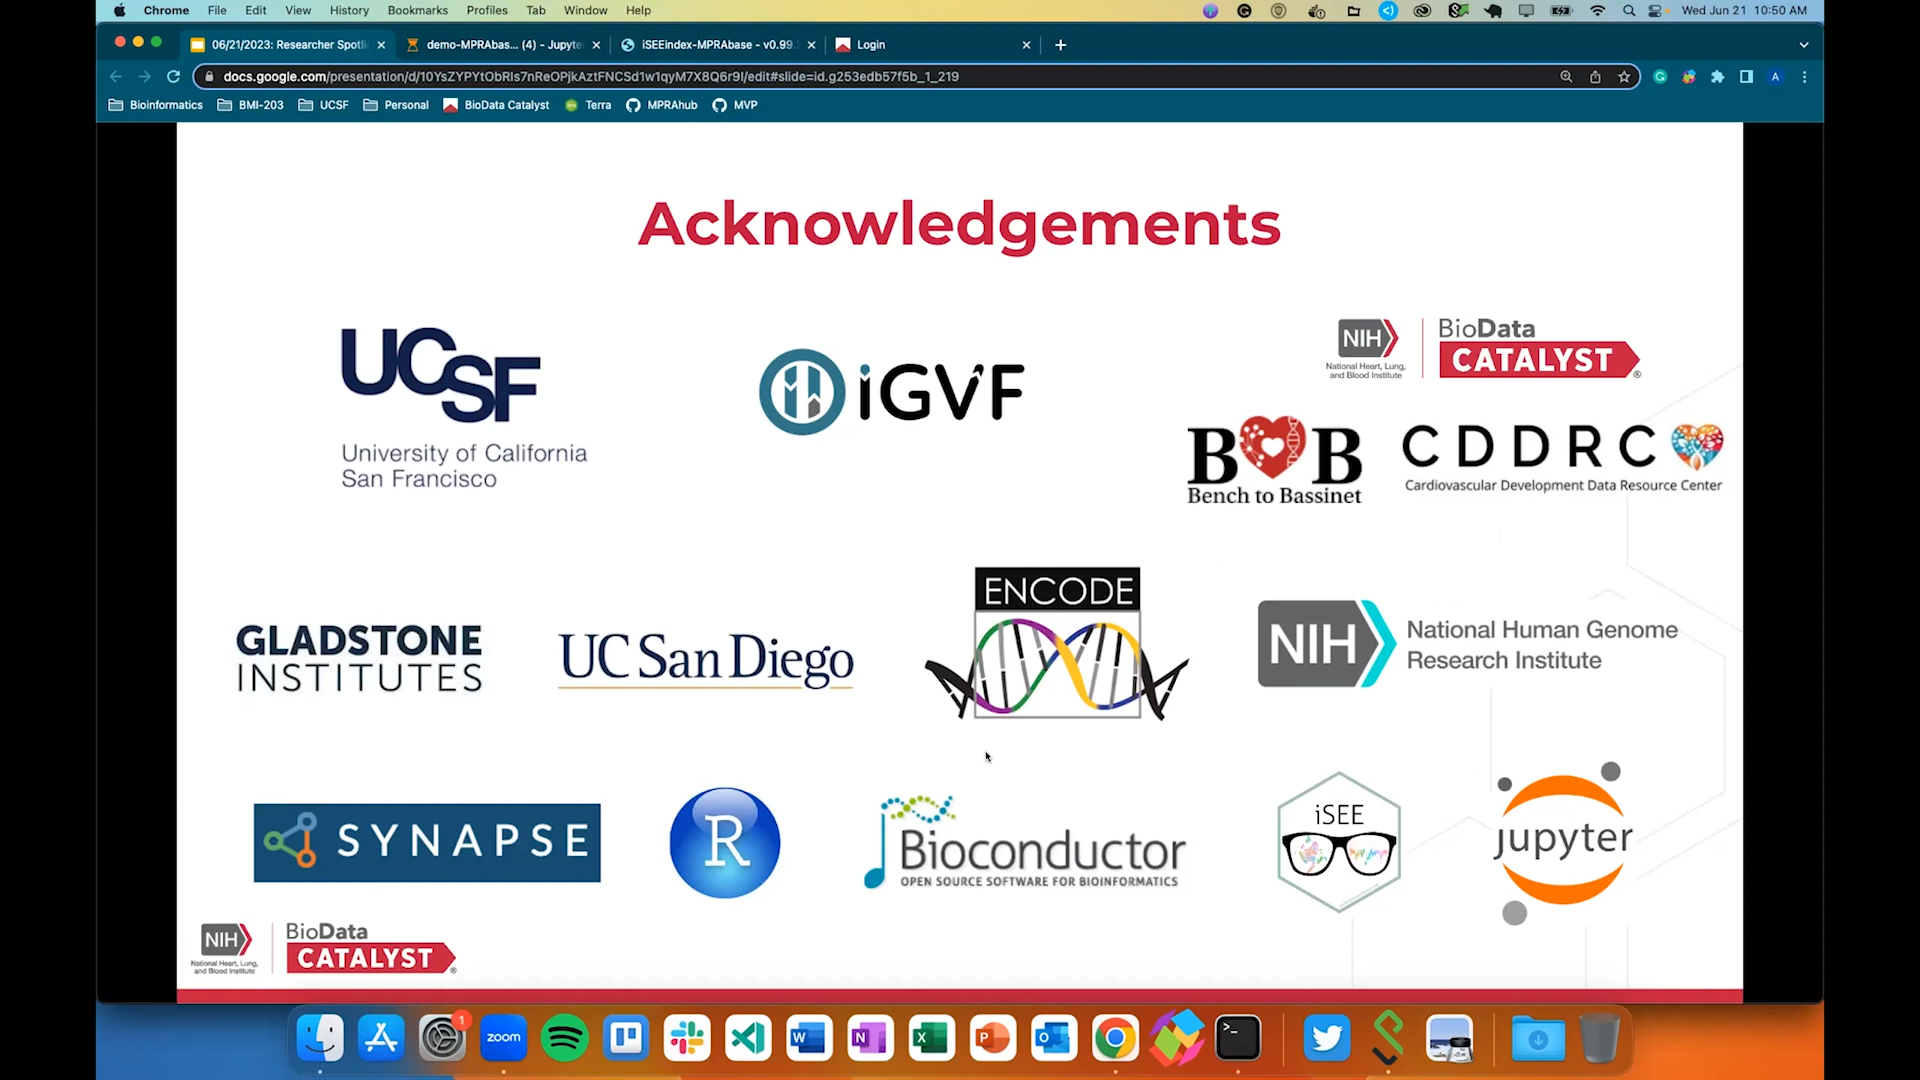 Chrome File Edit View History Bookmarks Profiles Tab Window Help Wed Jun 21 10:50 AM
06/21/2023: Researcher Spotli demo-MPRAbas... (4) - Jupyte iSEEindex-MPRAbase - v0.99. Login
docs.google.com/presentation/d/10YsZYPYtObRIs7nReOPjkAztFNCSd1w1qyM7X8Q6r9I/edit#slide=id.g253edb57f5b_1_219
Bioinformatics BMI-203 UCSF Personal BioData Catalyst Terra MPRAhub MVP
Acknowledgements
UCSF
University of California
San Francisco
iGVF
NIH
National Heart, Lung,
and Blood Institute
BioData
CATALYST®
B B
Bench to Bassinet
CDDRC
Cardiovascular Development Data Resource Center
GLADSTONE
INSTITUTES
UC San Diego
ENCODE
NIH
National Human Genome
Research Institute
SYNAPSE
R
Bioconductor
OPEN SOURCE SOFTWARE FOR BIOINFORMATICS
iSEE
jupyter
NIH
National Heart, Lung,
and Blood Institute
BioData
CATALYST®
1
zoom
W N X P O